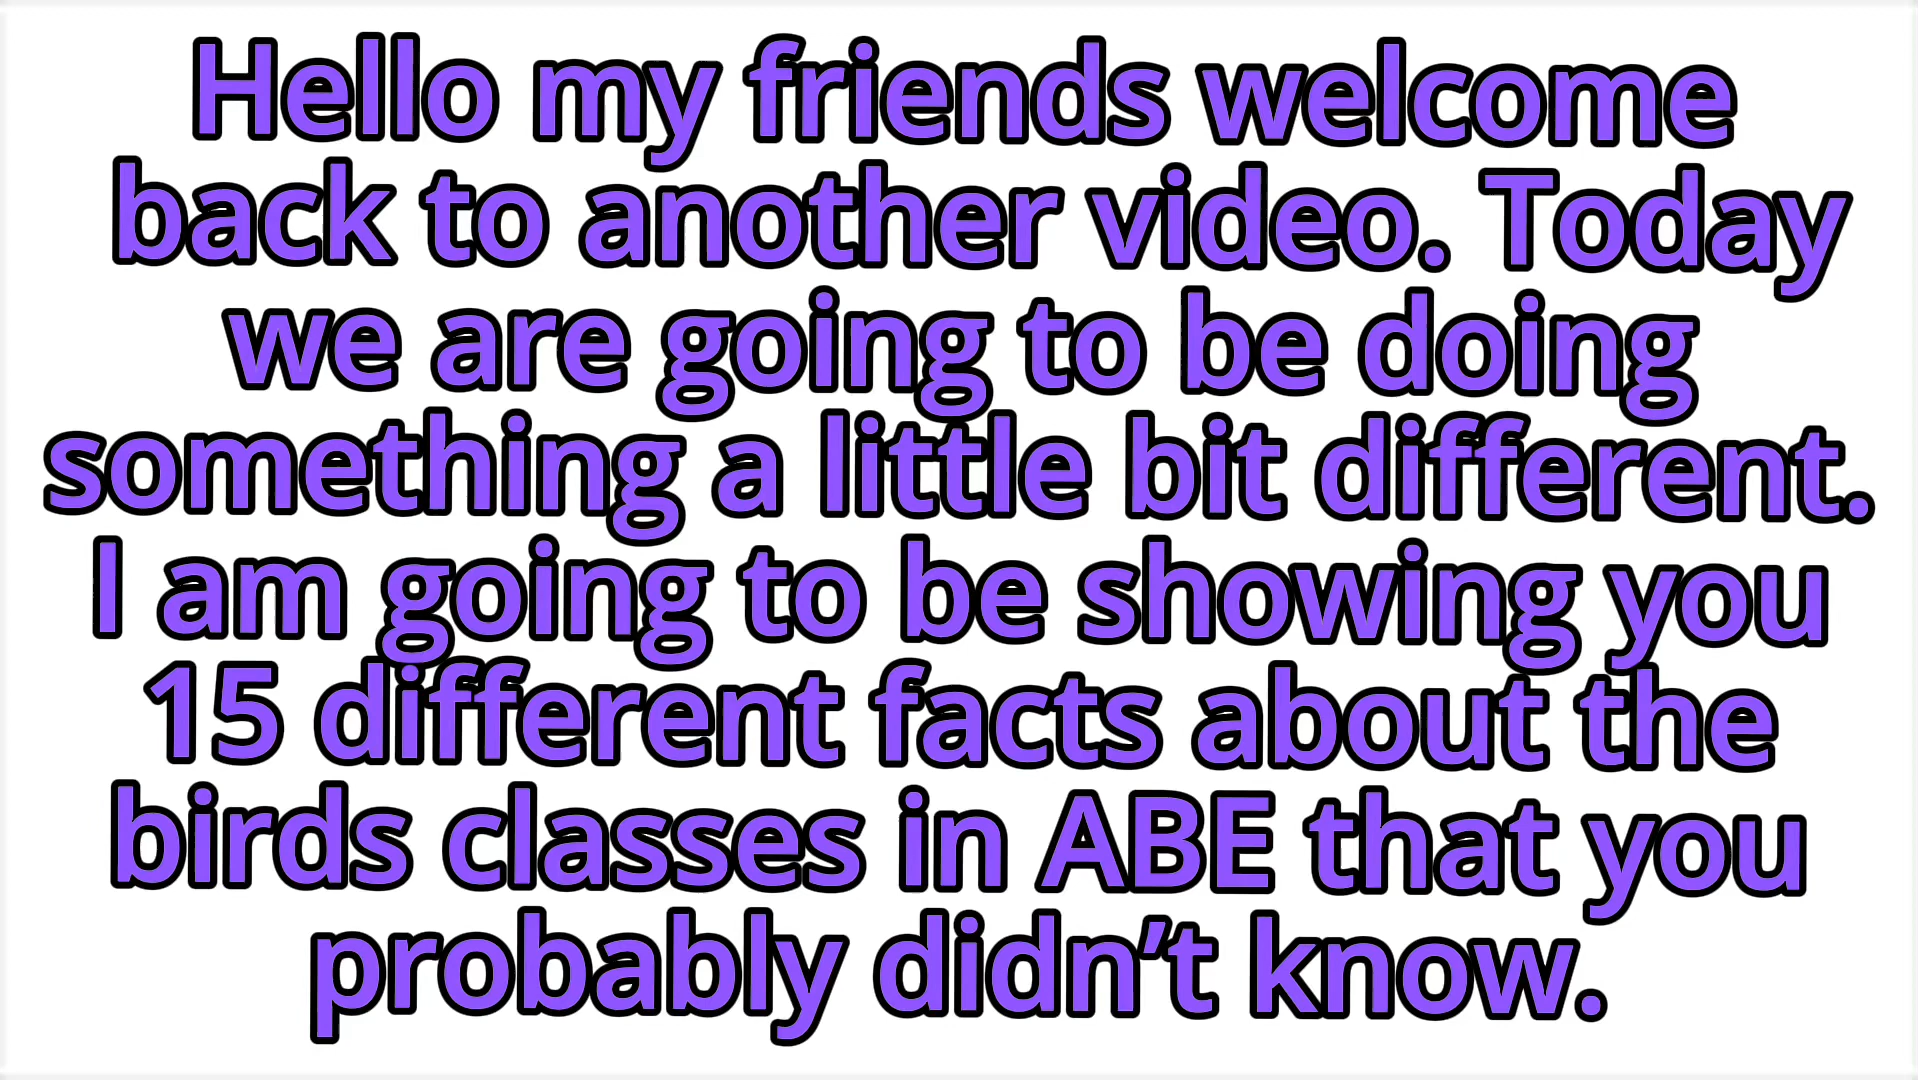 Hello my friends welcome
back to another video. Today
we are going to be doing
something a little bit different.
I am going to be showing you
15 different facts about the
birds classes in ABE that you
probably didn’t know.